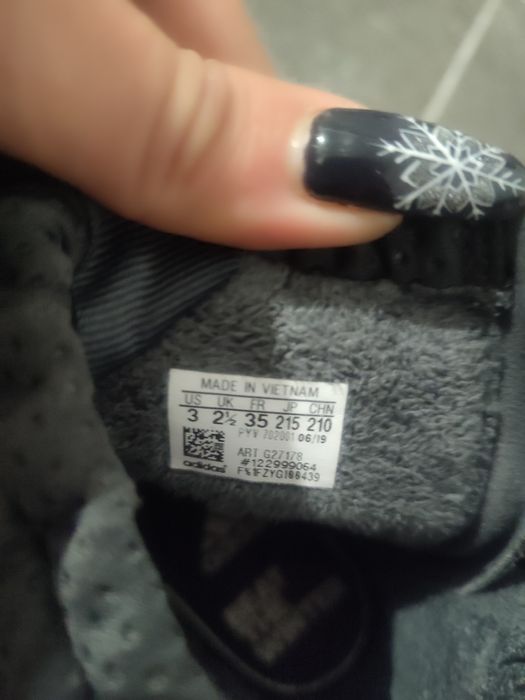 MADE IN VIETNAM
US UK FR JP CHN
3 2½ 35 215 210
PYV 702001 06/19
ART G27178
#122999064
adidas